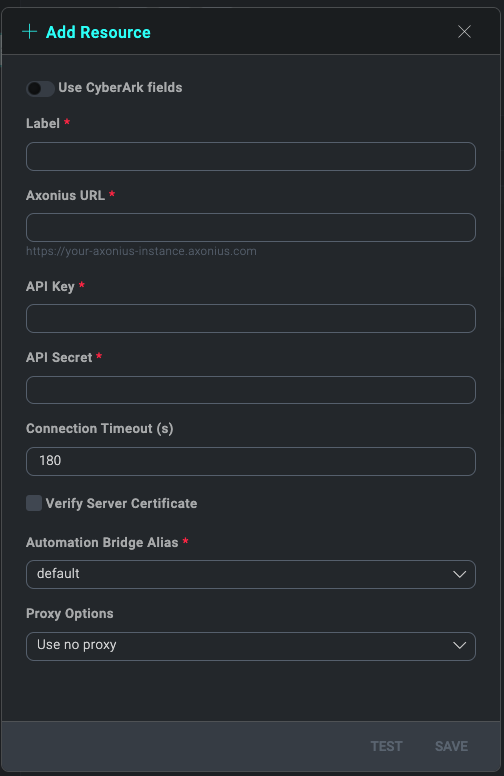 Add Resource
Use CyberArk fields
Label *
Axonius URL *
https://your-axonius-instance.axonius.com
API Key *
API Secret *
Connection Timeout (s)
180
Verify Server Certificate
Automation Bridge Alias *
default
Proxy Options
Use no proxy
TEST SAVE